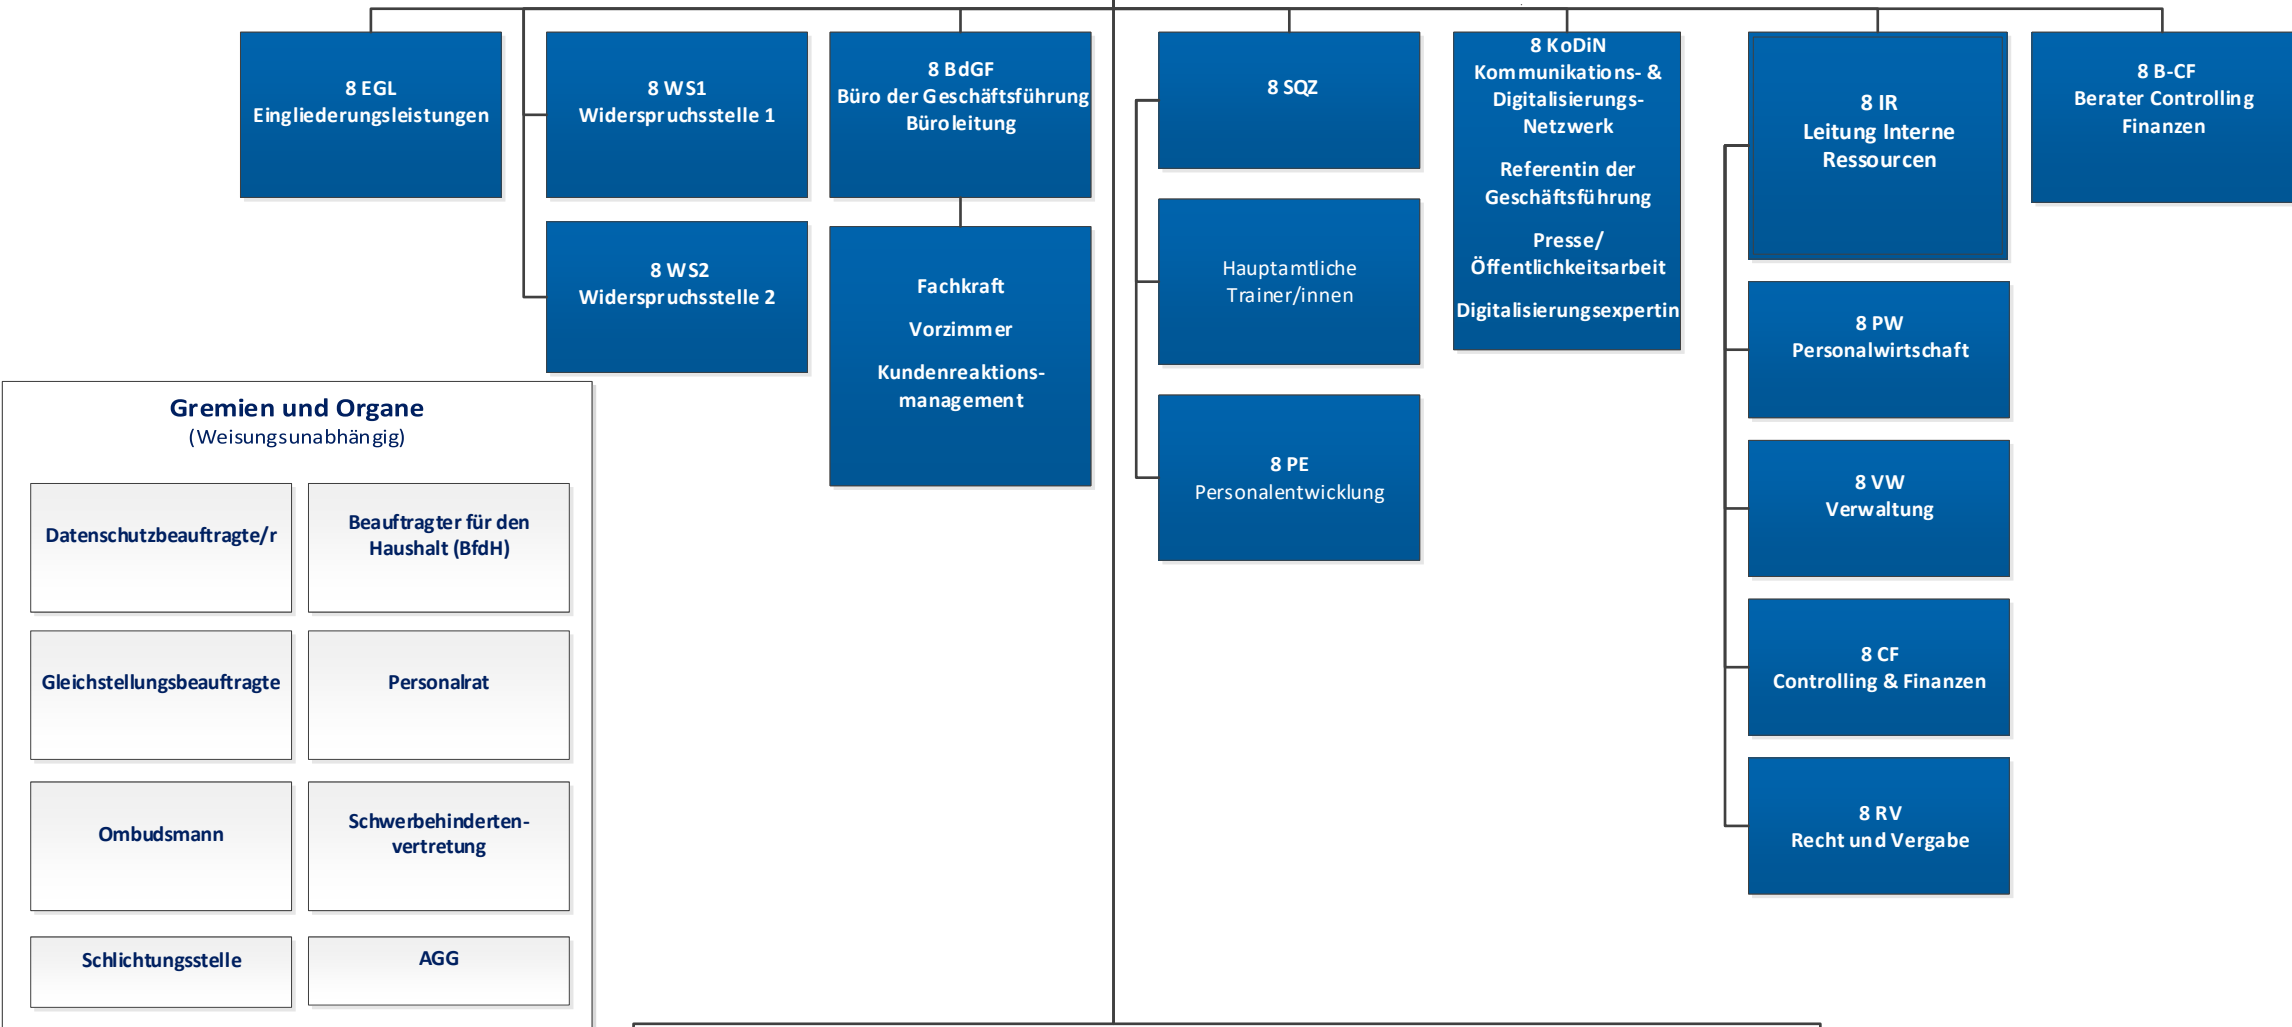 8 EGL
Eingliederungsleistungen
8 WS1
Widerspruchsstelle 1
8 WS2
Widerspruchsstelle 2
8 BdGF
Büro der Geschäftsführung
Büroleitung
Fachkraft
Vorzimmer
Kundenreaktions-
management
8 SQZ
Hauptamtliche
Trainer/innen
8 PE
Personalentwicklung
8 KoDiN
Kommunikations- &
Digitalisierungs-
Netzwerk
Referentin der
Geschäftsführung
Presse/
Öffentlichkeitsarbeit
Digitalisierungsexpertin
8 IR
Leitung Interne
Ressourcen
8 PW
Personalwirtschaft
8 VW
Verwaltung
8 CF
Controlling & Finanzen
8 RV
Recht und Vergabe
8 B-CF
Berater Controlling
Finanzen
Gremien und Organe
(Weisungsunabhängig)
Datenschutzbeauftragte/r
Beauftragter für den
Haushalt (BfdH)
Gleichstellungsbeauftragte
Personalrat
Ombudsmann
Schwerbehinderten-
vertretung
Schlichtungsstelle
AGG